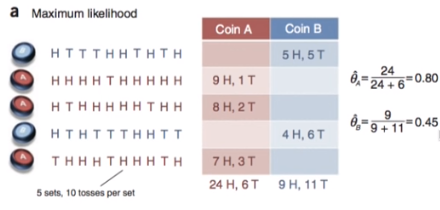 a Maximum likelihood
Coin A Coin B
B H T T T H H T H T H 5 H, 5 T
A H H H H T H H H H H 9 H, 1 T
A H T H H H H H T H H 8 H, 2 T
B H T H T T T H H T T 4 H, 6 T
A T H H H T H H H T H 7 H, 3 T
24 H, 6 T 9 H, 11 T
5 sets, 10 tosses per set
θ̂A = 24 / 24 + 6 = 0.80
θ̂B = 9 / 9 + 11 = 0.45